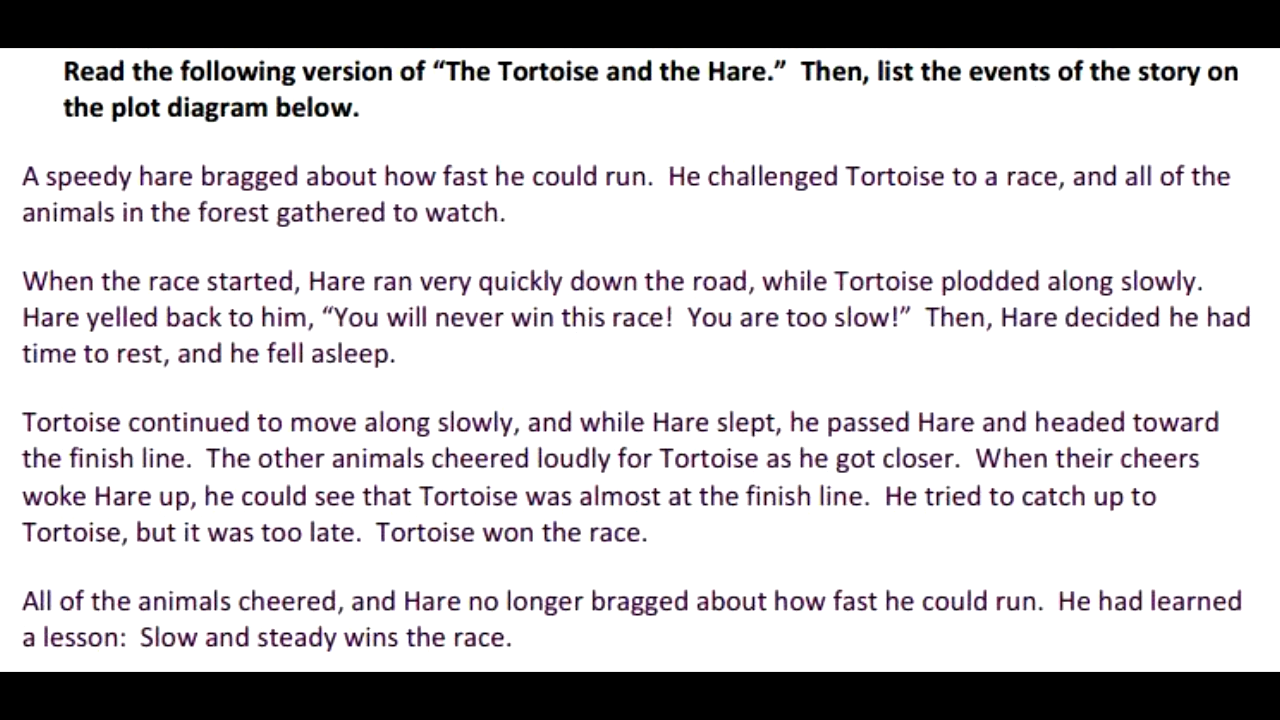 Read the following version of “The Tortoise and the Hare.”  Then, list the events of the story on
the plot diagram below.
A speedy hare bragged about how fast he could run.  He challenged Tortoise to a race, and all of the
animals in the forest gathered to watch.
When the race started, Hare ran very quickly down the road, while Tortoise plodded along slowly.
Hare yelled back to him, “You will never win this race!  You are too slow!”  Then, Hare decided he had
time to rest, and he fell asleep.
Tortoise continued to move along slowly, and while Hare slept, he passed Hare and headed toward
the finish line.  The other animals cheered loudly for Tortoise as he got closer.  When their cheers
woke Hare up, he could see that Tortoise was almost at the finish line.  He tried to catch up to
Tortoise, but it was too late.  Tortoise won the race.
All of the animals cheered, and Hare no longer bragged about how fast he could run.  He had learned
a lesson:  Slow and steady wins the race.